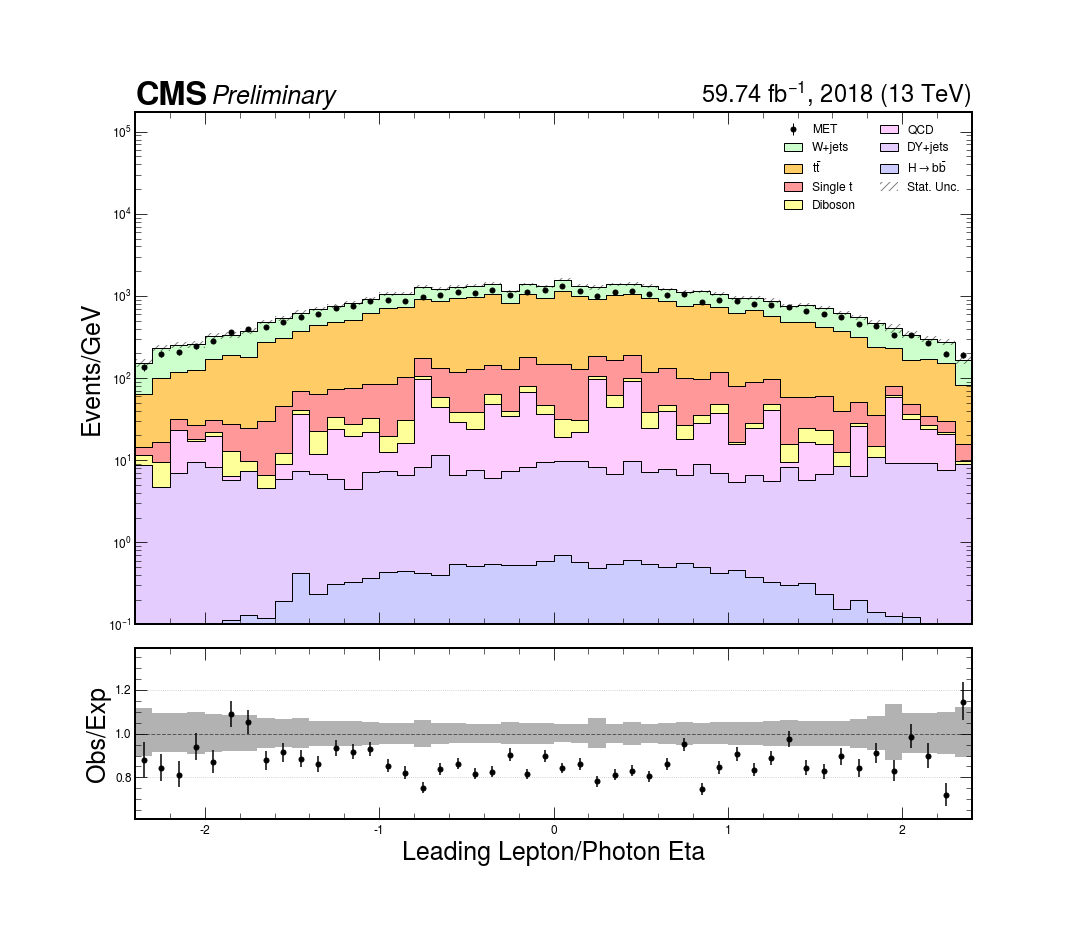 CMS Preliminary
59.74 fb⁻¹, 2018 (13 TeV)
MET
W+jets
tt̄
Single t
Diboson
QCD
DY+jets
H→bb̄
Stat. Unc.
Events/GeV
10⁵
10⁴
10³
10²
10¹
10⁰
10⁻¹
Obs/Exp
1.2
1.0
0.8
-2 -1 0 1 2
Leading Lepton/Photon Eta